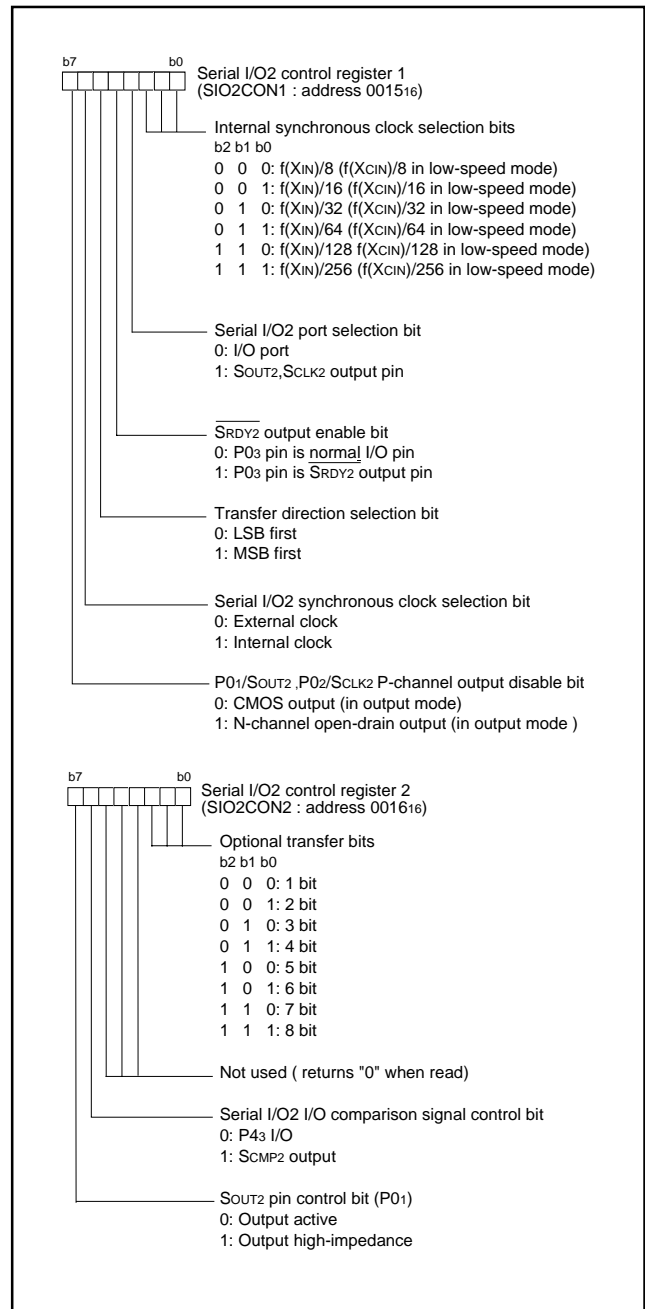 b7 b0
Serial I/O2 control register 1
(SIO2CON1 : address 001516)
Internal synchronous clock selection bits
b2 b1 b0
0 0 0: f(XIN)/8 (f(XCIN)/8 in low-speed mode)
0 0 1: f(XIN)/16 (f(XCIN)/16 in low-speed mode)
0 1 0: f(XIN)/32 (f(XCIN)/32 in low-speed mode)
0 1 1: f(XIN)/64 (f(XCIN)/64 in low-speed mode)
1 1 0: f(XIN)/128 f(XCIN)/128 in low-speed mode)
1 1 1: f(XIN)/256 (f(XCIN)/256 in low-speed mode)
Serial I/O2 port selection bit
0: I/O port
1: SOUT2,SCLK2 output pin
SRDY2 output enable bit
0: P03 pin is normal I/O pin
1: P03 pin is SRDY2 output pin
Transfer direction selection bit
0: LSB first
1: MSB first
Serial I/O2 synchronous clock selection bit
0: External clock
1: Internal clock
P01/SOUT2 ,P02/SCLK2 P-channel output disable bit
0: CMOS output (in output mode)
1: N-channel open-drain output (in output mode )
b7 b0
Serial I/O2 control register 2
(SIO2CON2 : address 001616)
Optional transfer bits
b2 b1 b0
0 0 0: 1 bit
0 0 1: 2 bit
0 1 0: 3 bit
0 1 1: 4 bit
1 0 0: 5 bit
1 0 1: 6 bit
1 1 0: 7 bit
1 1 1: 8 bit
Not used ( returns "0" when read)
Serial I/O2 I/O comparison signal control bit
0: P43 I/O
1: SCMP2 output
SOUT2 pin control bit (P01)
0: Output active
1: Output high-impedance